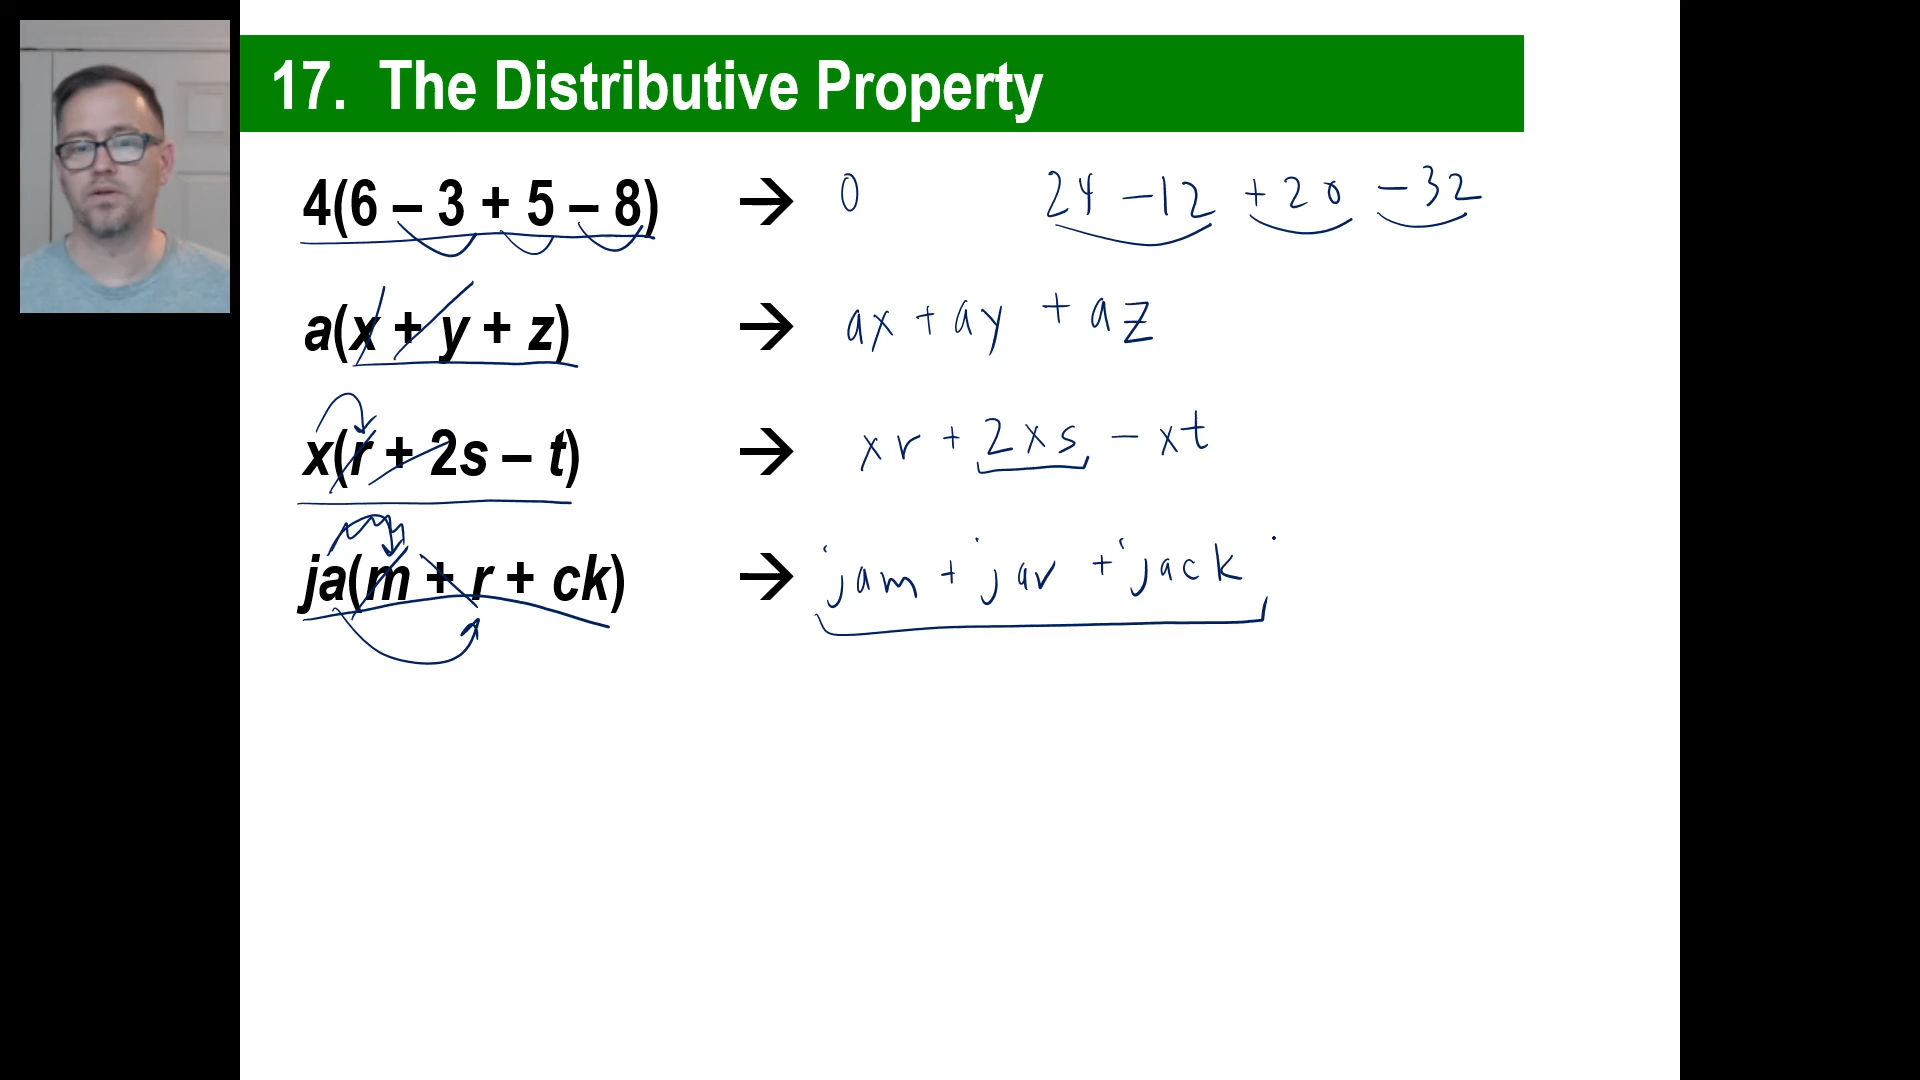 17. The Distributive Property
4(6 – 3 + 5 – 8) → 0 24 – 12 + 20 – 32
a(x + y + z) → ax + ay + az
x(r + 2s – t) → xr + 2xs – xt
ja(m + r + ck) → jam + jar + jack